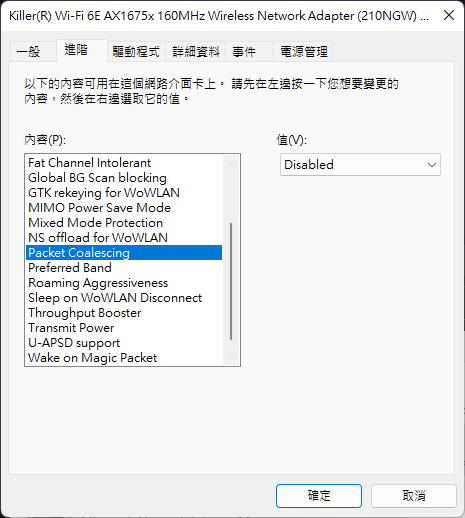 Killer(R) Wi-Fi 6E AX1675x 160MHz Wireless Network Adapter (210NGW) ...
一般 進階 驅動程式 詳細資料 事件 電源管理
以下的內容可用在這個網路介面卡上。 請先在左邊按一下您想要變更的
內容，然後在右邊選取它的值。
內容(P): 值(V):
Disabled
Fat Channel Intolerant
Global BG Scan blocking
GTK rekeying for WoWLAN
MIMO Power Save Mode
Mixed Mode Protection
NS offload for WoWLAN
Packet Coalescing
Preferred Band
Roaming Aggressiveness
Sleep on WoWLAN Disconnect
Throughput Booster
Transmit Power
U-APSD support
Wake on Magic Packet
確定 取消